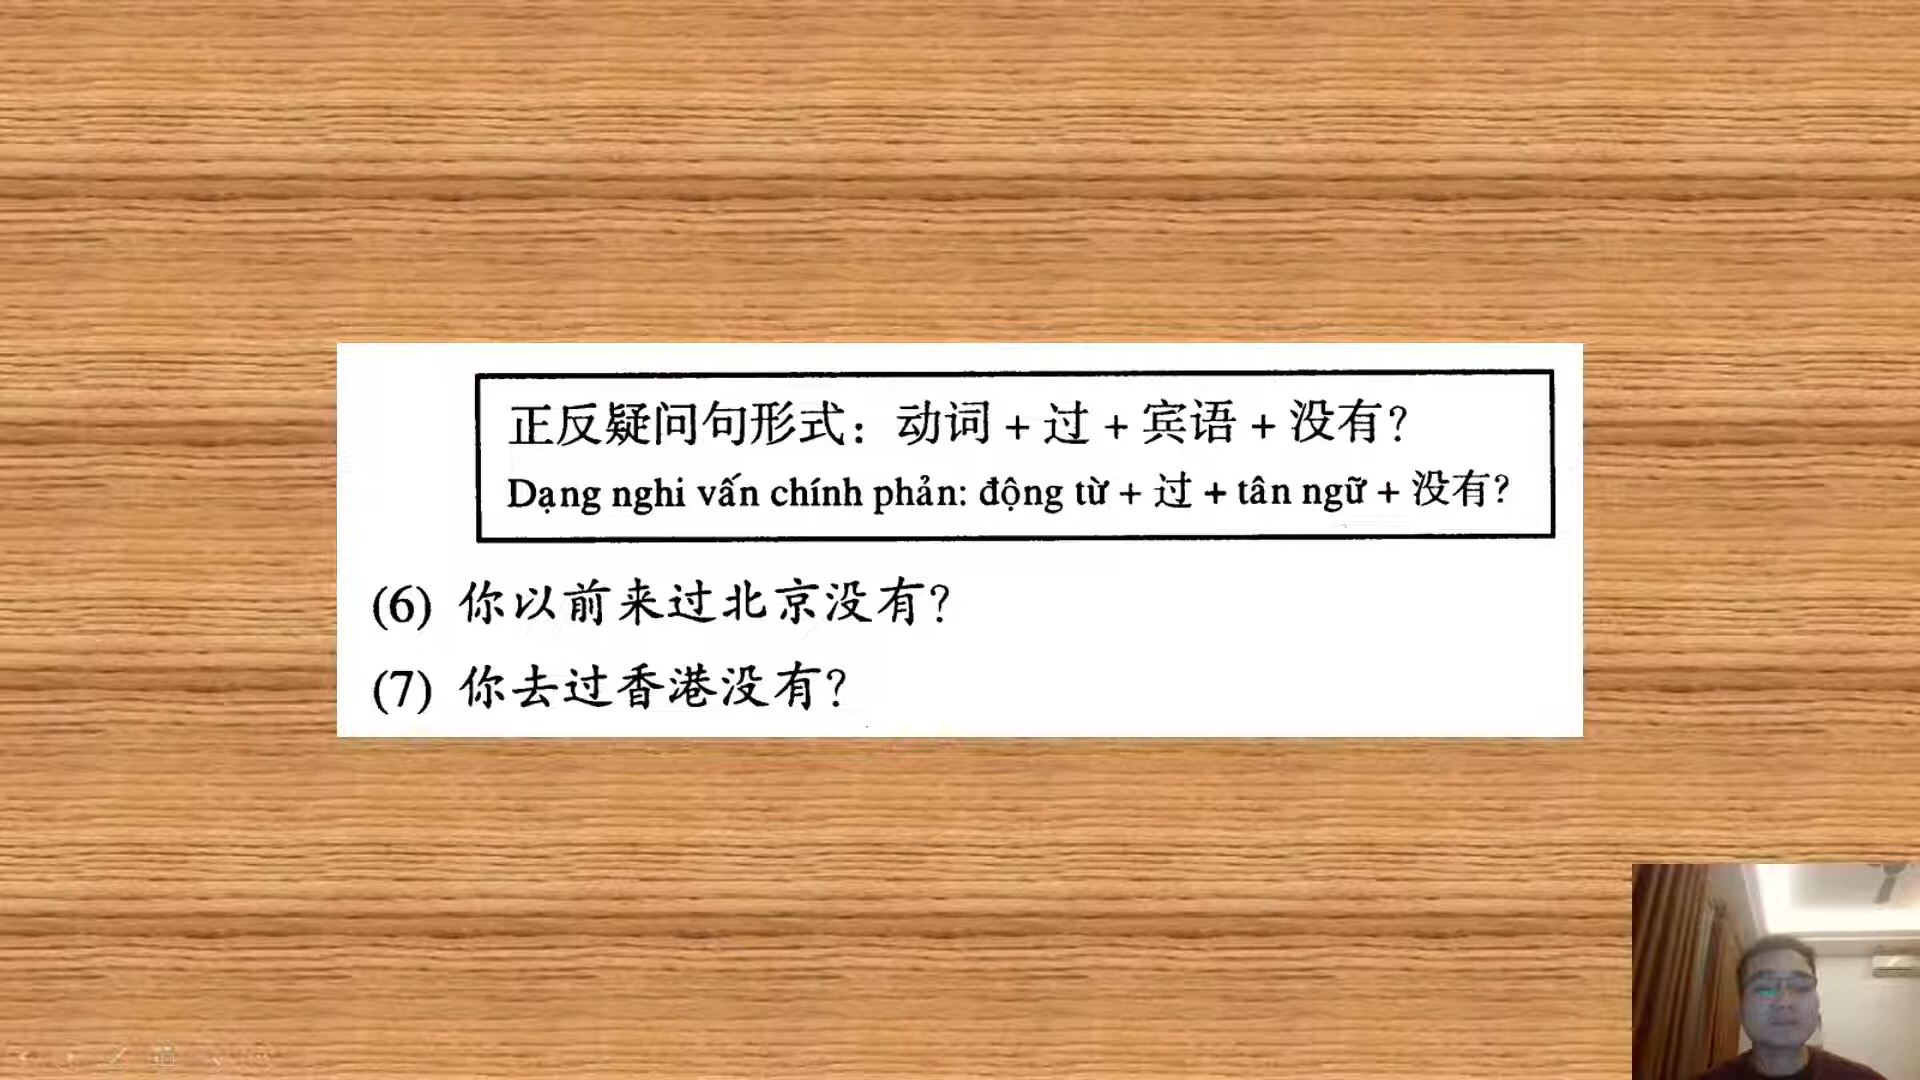 正反疑问句形式：动词 + 过 + 宾语 + 没有？
Dạng nghi vấn chính phản: động từ + 过 + tân ngữ + 没有？
(6) 你以前来过北京没有？
(7) 你去过香港没有？